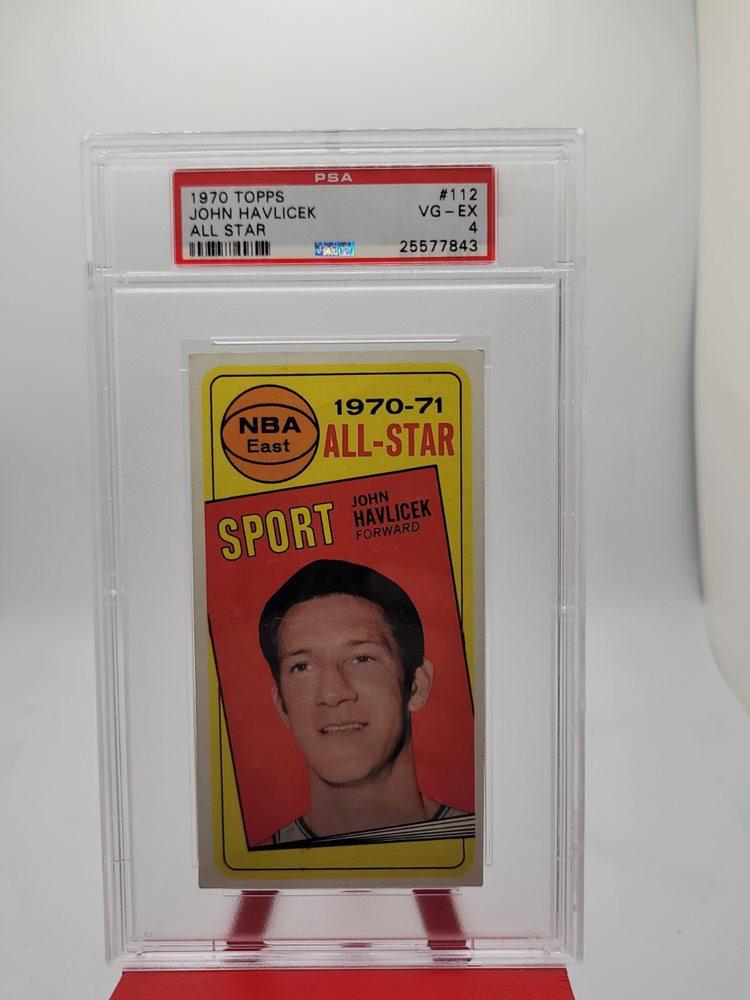 PSA
1970 TOPPS #112
JOHN HAVLICEK VG-EX
ALL STAR 4
25577843
NBA
East
1970-71
ALL-STAR
SPORT
JOHN
HAVLICEK
FORWARD